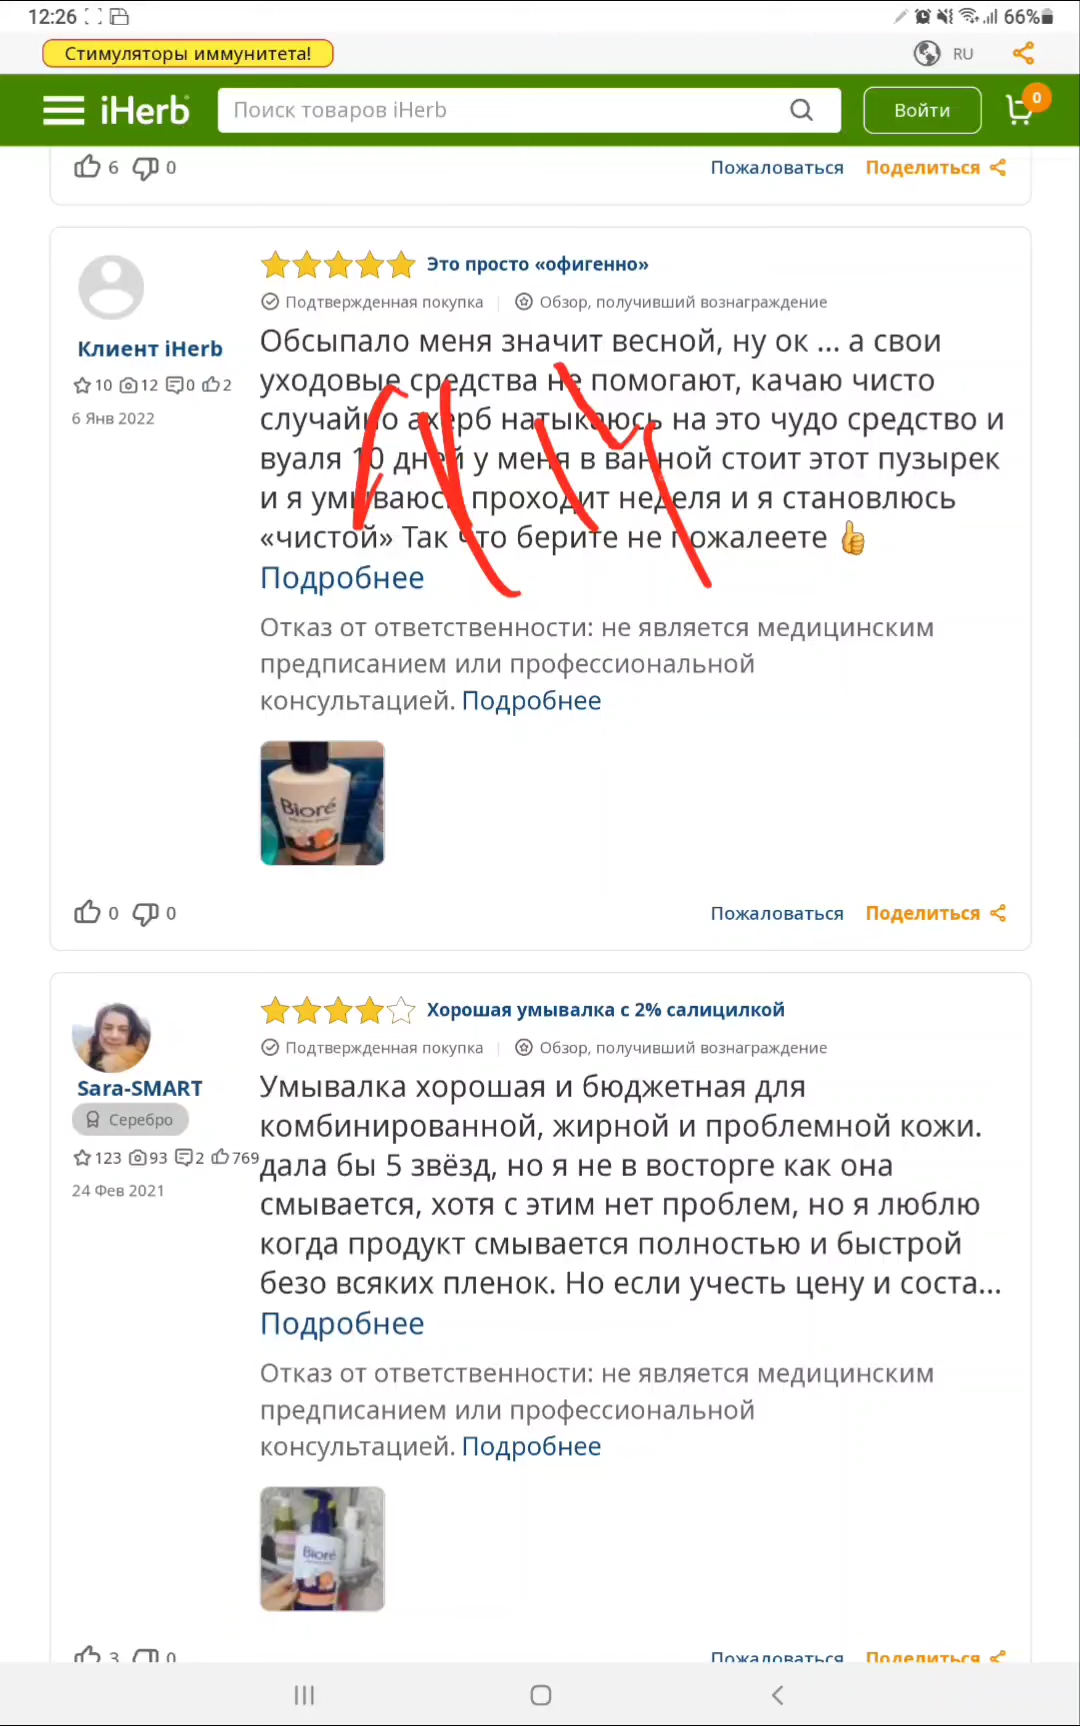 12:26
66%
Стимуляторы иммунитета!
RU
iHerb
Поиск товаров iHerb
Войти
0
6 0
Пожаловаться Поделиться
Это просто «офигенно»
Подтвержденная покупка
Обзор, получивший вознаграждение
Клиент iHerb
10 12 0 2
6 Янв 2022
Обсыпало меня значит весной, ну ок ... а свои
уходовые средства не помогают, качаю чисто
случайно ахерб натыкаюсь на это чудо средство и
вуаля 10 дней у меня в ванной стоит этот пузырек
и я умываюсь проходит неделя и я становлюсь
«чистой» Так что берите не пожалеете 👍
Подробнее
Отказ от ответственности: не является медицинским
предписанием или профессиональной
консультацией. Подробнее
Bioré
0 0
Пожаловаться Поделиться
Хорошая умывалка с 2% салицилкой
Подтвержденная покупка
Обзор, получивший вознаграждение
Sara-SMART
Серебро
123 93 2 769
24 Фев 2021
Умывалка хорошая и бюджетная для
комбинированной, жирной и проблемной кожи.
дала бы 5 звёзд, но я не в восторге как она
смывается, хотя с этим нет проблем, но я люблю
когда продукт смывается полностью и быстрой
безо всяких пленок. Но если учесть цену и соста...
Подробнее
Отказ от ответственности: не является медицинским
предписанием или профессиональной
консультацией. Подробнее
Bioré
3 0
Пожаловаться Поделиться